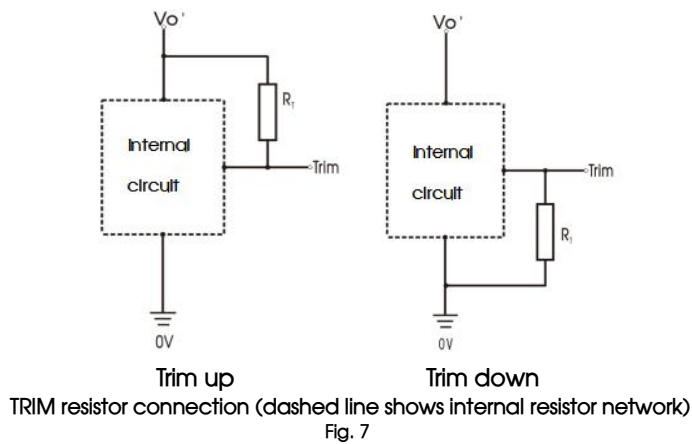 Vo'
Vo'
RT
R1
Internal
circuit
Trim
Internal
circuit
Trim
0V
0V
Trim up
Trim down
TRIM resistor connection (dashed line shows internal resistor network)
Fig. 7